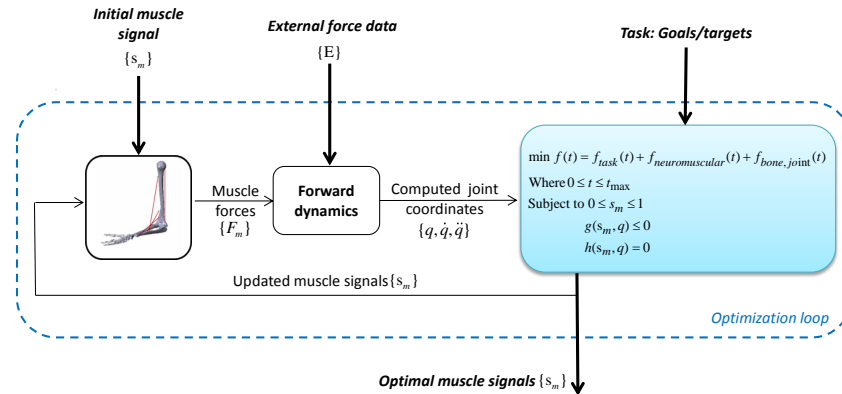 Initial muscle
signal
{s_m}
External force data
{E}
Task: Goals/targets
min f(t) = f_task(t) + f_neuromuscular(t) + f_bone,joint(t)
Where 0 ≤ t ≤ t_max
Subject to 0 ≤ s_m ≤ 1
g(s_m, q) ≤ 0
h(s_m, q) = 0
Muscle
forces
{F_m}
Forward
dynamics
Computed joint
coordinates
{q, q̇, q̈}
Updated muscle signals{s_m}
Optimization loop
Optimal muscle signals {s_m}